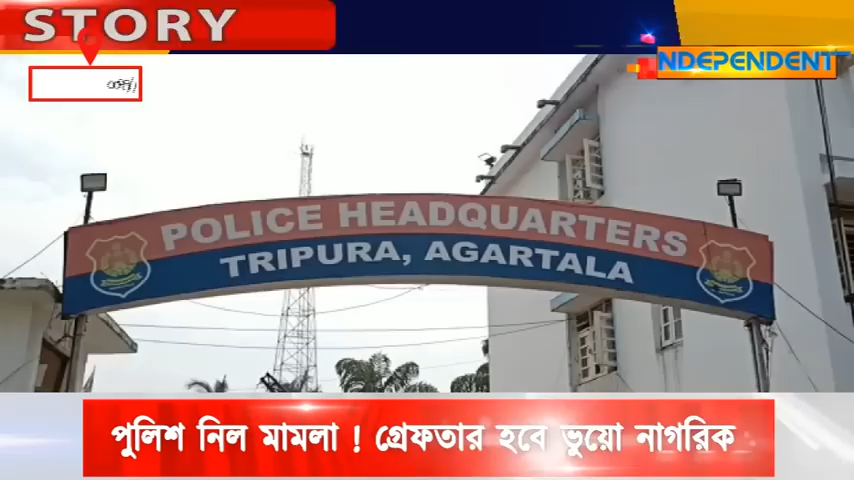 STORY
NDEPENDENT
POLICE HEADQUARTERS
TRIPURA, AGARTALA
পুলিশ নিল মামলা ! গ্রেফতার হবে ভুয়ো নাগরিক